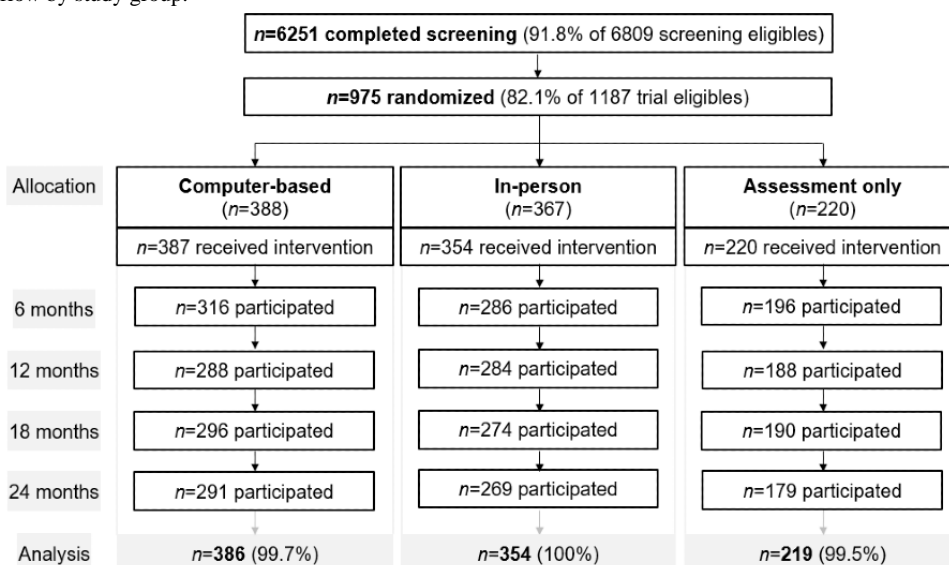 n=6251 completed screening (91.8% of 6809 screening eligibles)
n=975 randomized (82.1% of 1187 trial eligibles)
Allocation
Computer-based
(n=388)
In-person
(n=367)
Assessment only
(n=220)
n=387 received intervention
n=354 received intervention
n=220 received intervention
6 months
n=316 participated
n=286 participated
n=196 participated
12 months
n=288 participated
n=284 participated
n=188 participated
18 months
n=296 participated
n=274 participated
n=190 participated
24 months
n=291 participated
n=269 participated
n=179 participated
Analysis
n=386 (99.7%)
n=354 (100%)
n=219 (99.5%)